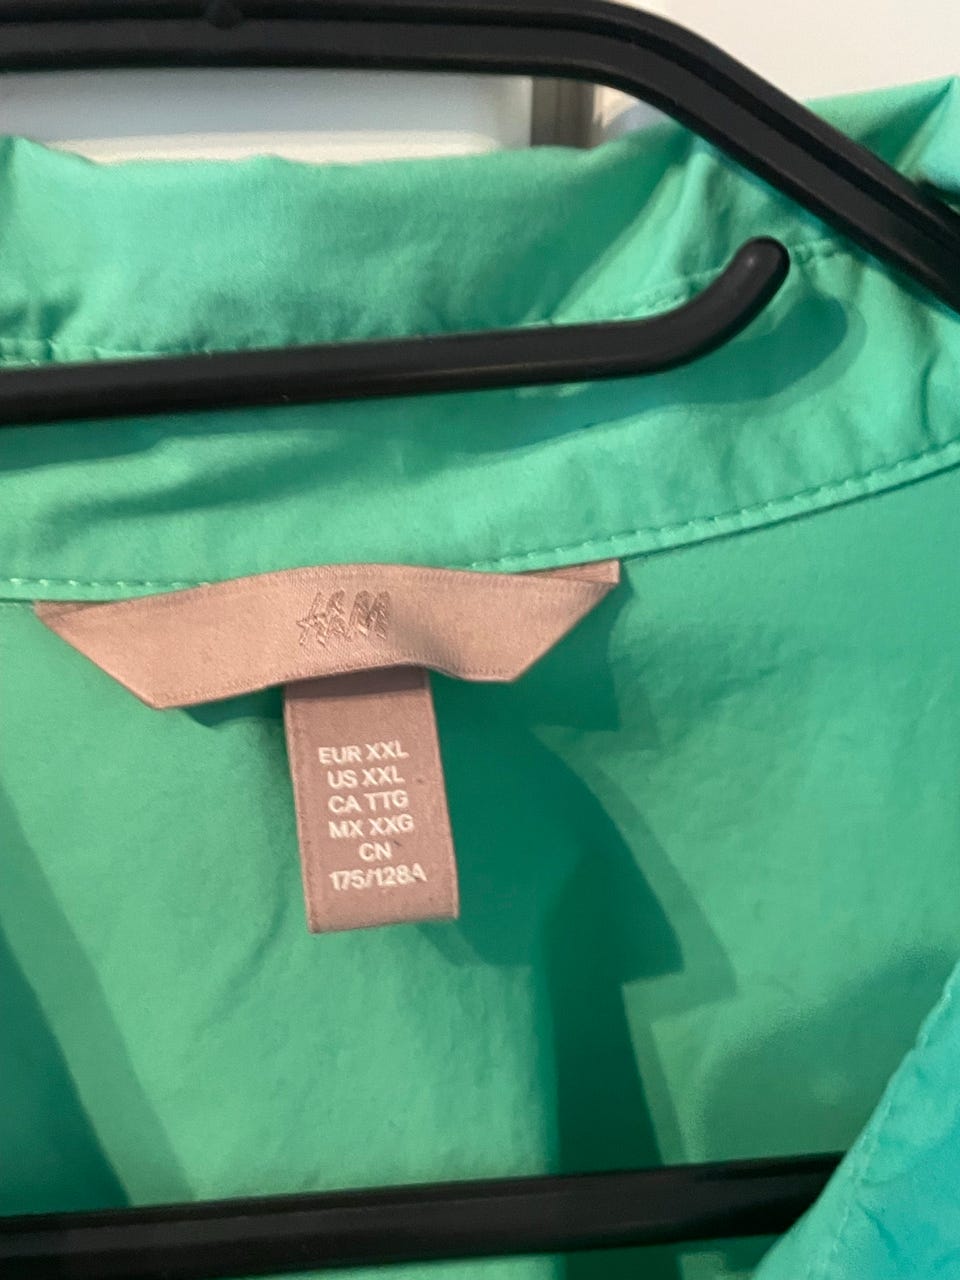 H&M
EUR XXL
US XXL
CA TTG
MX XXG
CN
175/128A